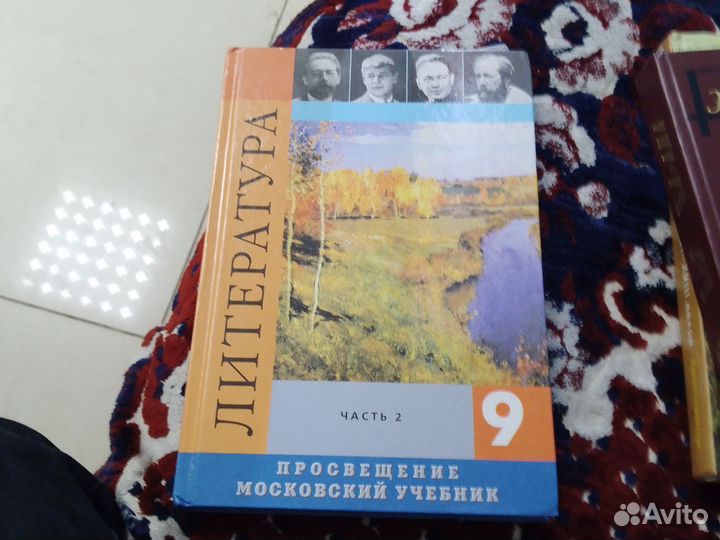 ЛИТЕРАТУРА
ЧАСТЬ 2
9
ПРОСВЕЩЕНИЕ
МОСКОВСКИЙ УЧЕБНИК
Avito